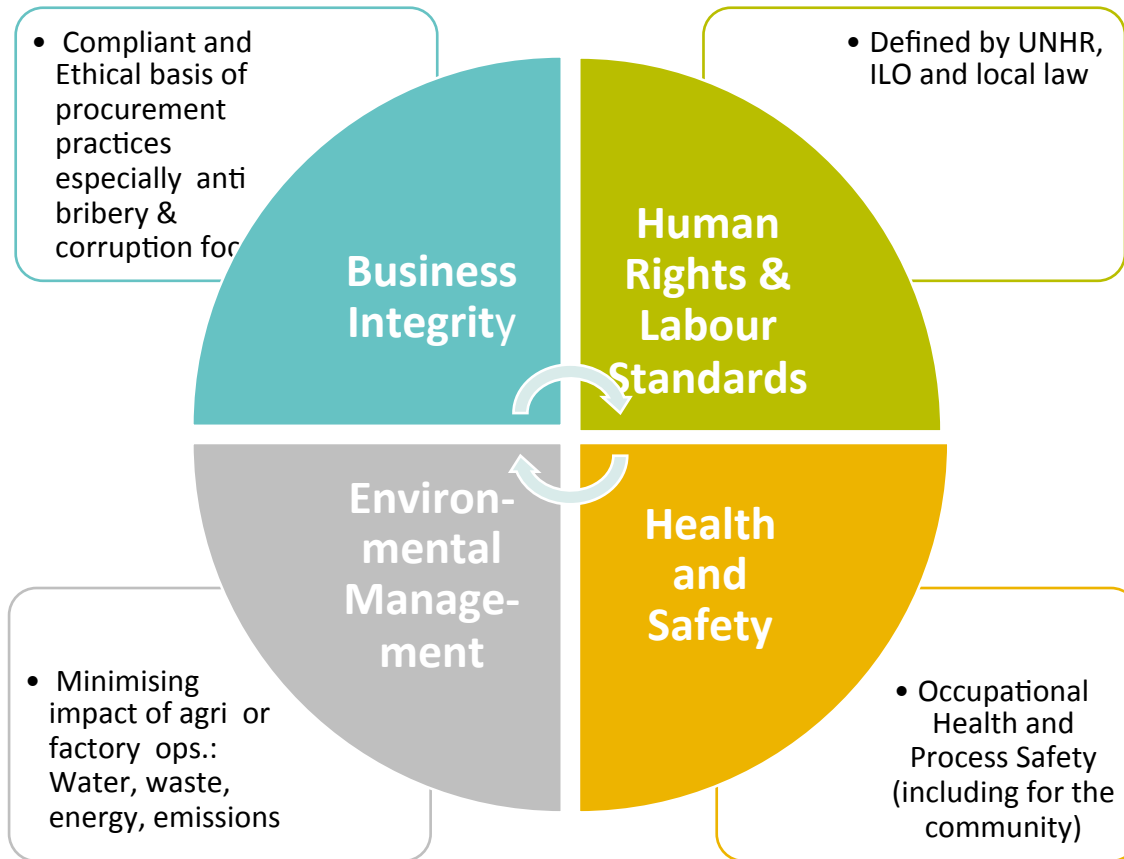 • Compliant and
Ethical basis of
procurement
practices
especially anti
bribery &
corruption foc
• Defined by UNHR,
ILO and local law
Business
Integrity
Human
Rights &
Labour
Standards
Environ-
mental
Manage-
ment
Health
and
Safety
• Minimising
impact of agri or
factory ops.:
Water, waste,
energy, emissions
• Occupational
Health and
Process Safety
(including for the
community)